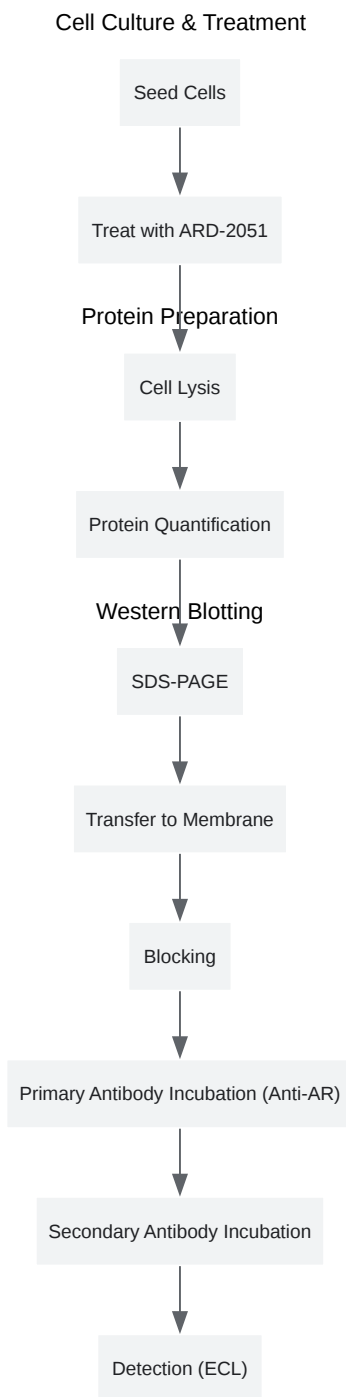 Cell Culture & Treatment
Seed Cells
Treat with ARD-2051
Protein Preparation
Cell Lysis
Protein Quantification
Western Blotting
SDS-PAGE
Transfer to Membrane
Blocking
Primary Antibody Incubation (Anti-AR)
Secondary Antibody Incubation
Detection (ECL)